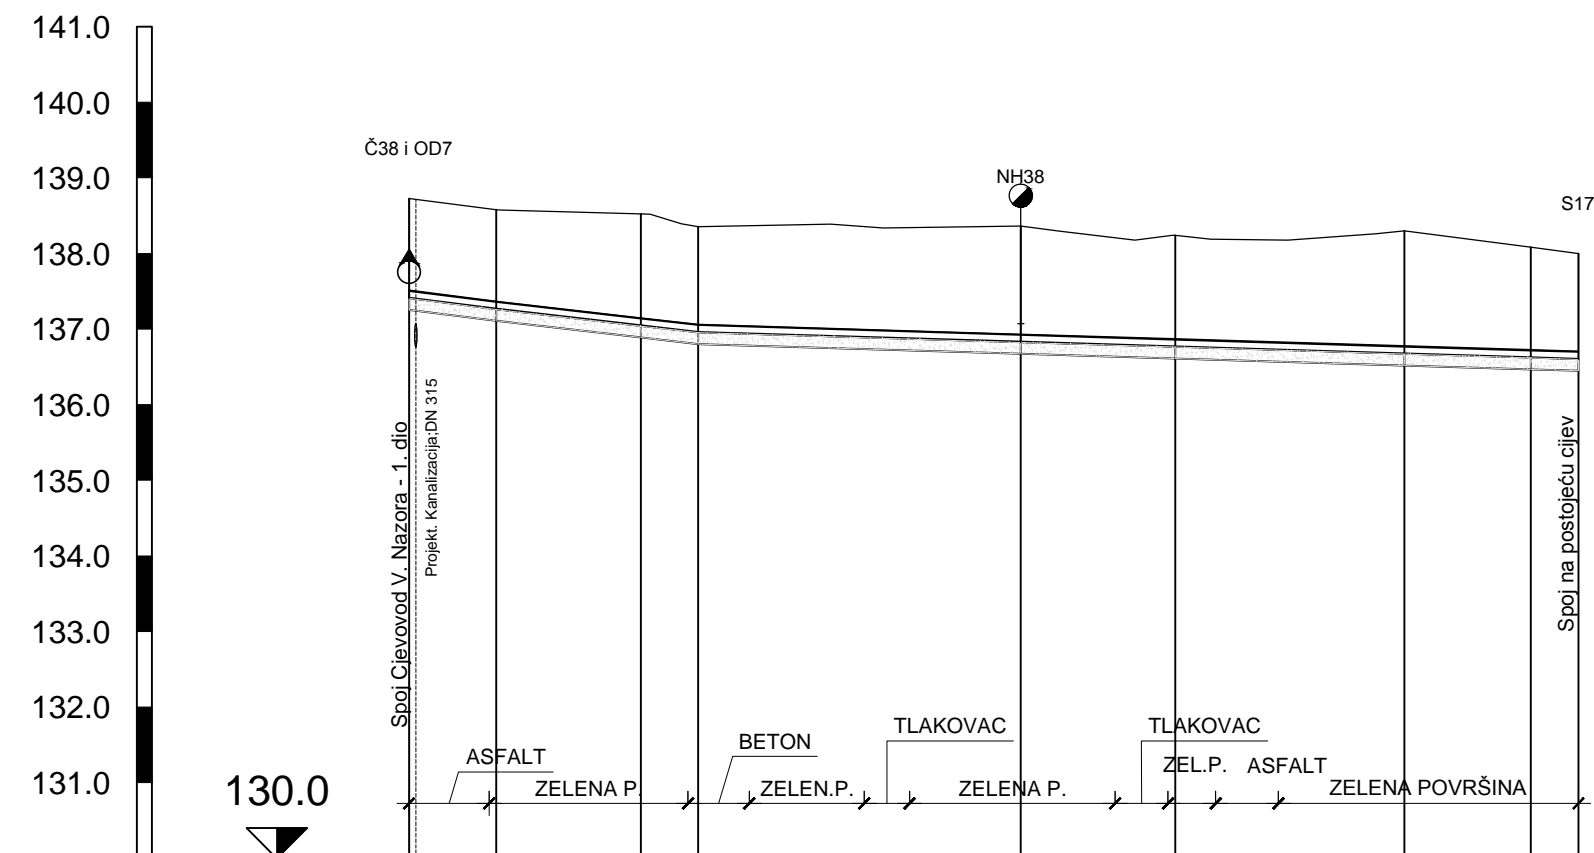 141.0
140.0
139.0
138.0
137.0
136.0
135.0
134.0
133.0
132.0
131.0
130.0
Č38 i OD7
NH38
S17
Spoj Cjevovod V. Nazora - 1. dio
Projekt. Kanalizacija;DN 315
Spoj na postojeću cijev
ASFALT
ZELENA P.
BETON
ZELEN.P.
TLAKOVAC
ZELENA P.
TLAKOVAC
ZEL.P.
ASFALT
ZELENA POVRŠINA